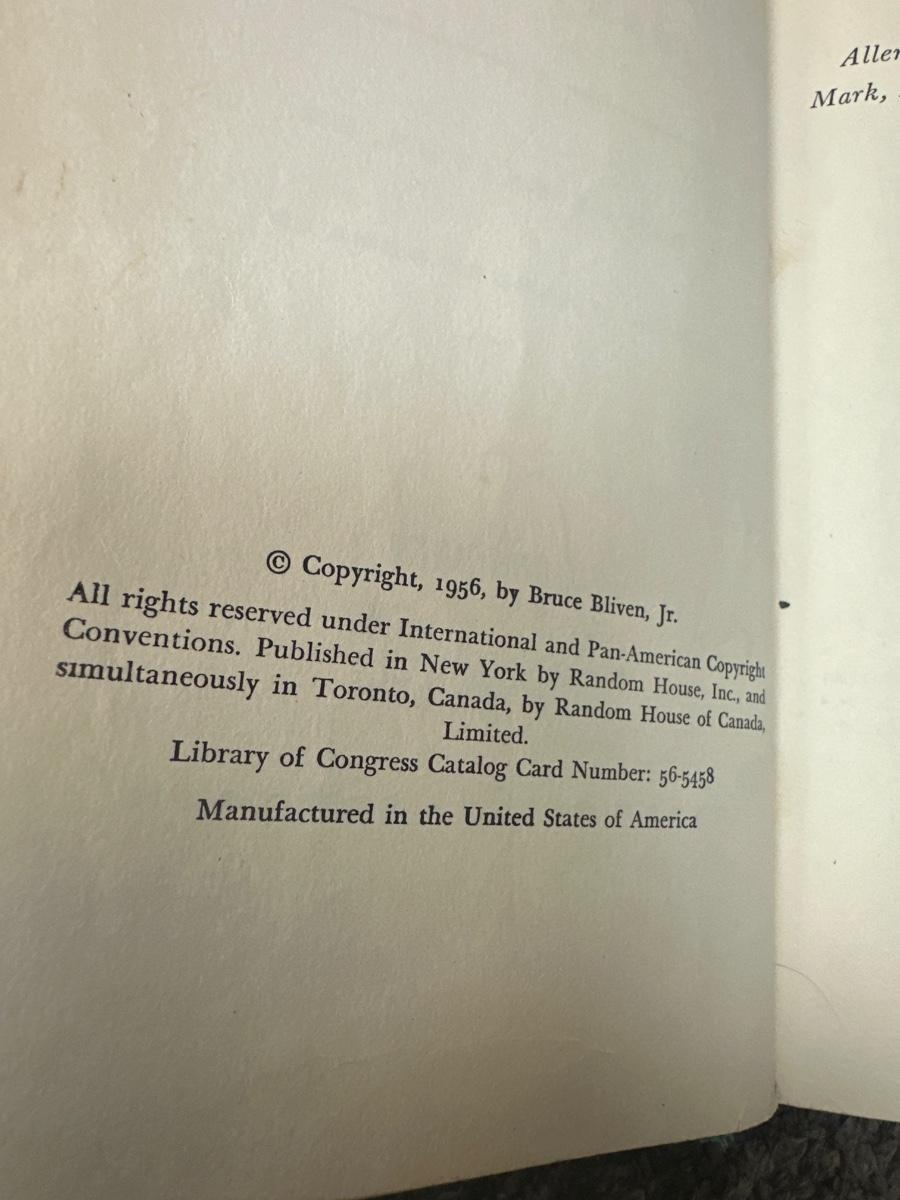 © Copyright, 1956, by Bruce Bliven, Jr.
All rights reserved under International and Pan-American Copyright
Conventions. Published in New York by Random House, Inc., and
simultaneously in Toronto, Canada, by Random House of Canada,
Limited.
Library of Congress Catalog Card Number: 56-5458
Manufactured in the United States of America
Mark,